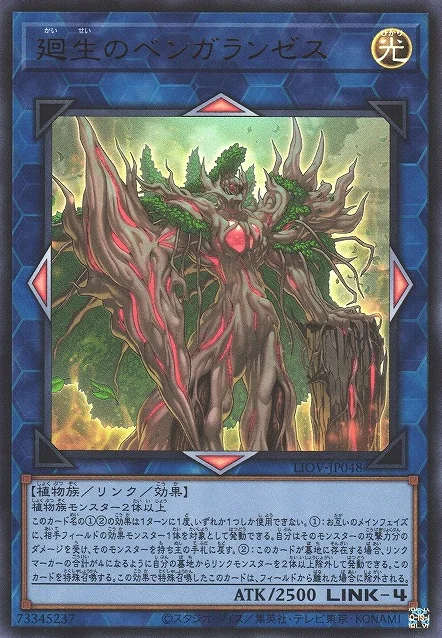 廻生のベンガランゼス
光
LIOV-JP048
【植物族／リンク／効果】
植物族モンスター２体以上
このカード名の①②の効果は１ターンに１度、いずれか１つしか使用できない。①：お互いのメインフェイズに、
相手フィールドの効果モンスター１体を対象として発動できる。自分はそのモンスターの攻撃力分の
ダメージを受け、そのモンスターを持ち主の手札に戻す。②：このカードが墓地に存在する場合、リンク
マーカーの合計が４になるように自分の墓地からリンクモンスターを２体以上除外して発動できる。この
カードを特殊召喚する。この効果で特殊召喚したこのカードは、フィールドから離れた場合に除外される。
ATK/2500 LINK-4
73345237
©スタジオ・ダイス／集英社・テレビ東京・KONAMI